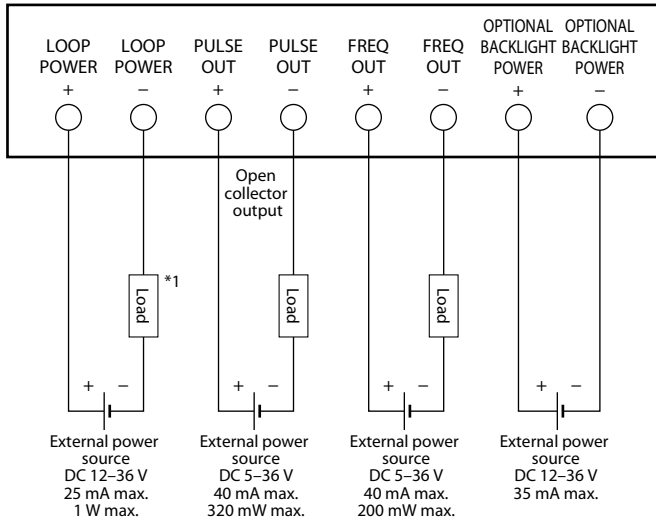 LOOP POWER
+
LOOP POWER
−
PULSE OUT
+
PULSE OUT
−
FREQ OUT
+
FREQ OUT
−
OPTIONAL BACKLIGHT POWER
+
OPTIONAL BACKLIGHT POWER
−
Open
collector
output
Load
*1
Load
Load
+ −
+ −
+ −
+ −
External power
source
DC 12–36 V
25 mA max.
1 W max.
External power
source
DC 5–36 V
40 mA max.
320 mW max.
External power
source
DC 5–36 V
40 mA max.
200 mW max.
External power
source
DC 12–36 V
35 mA max.